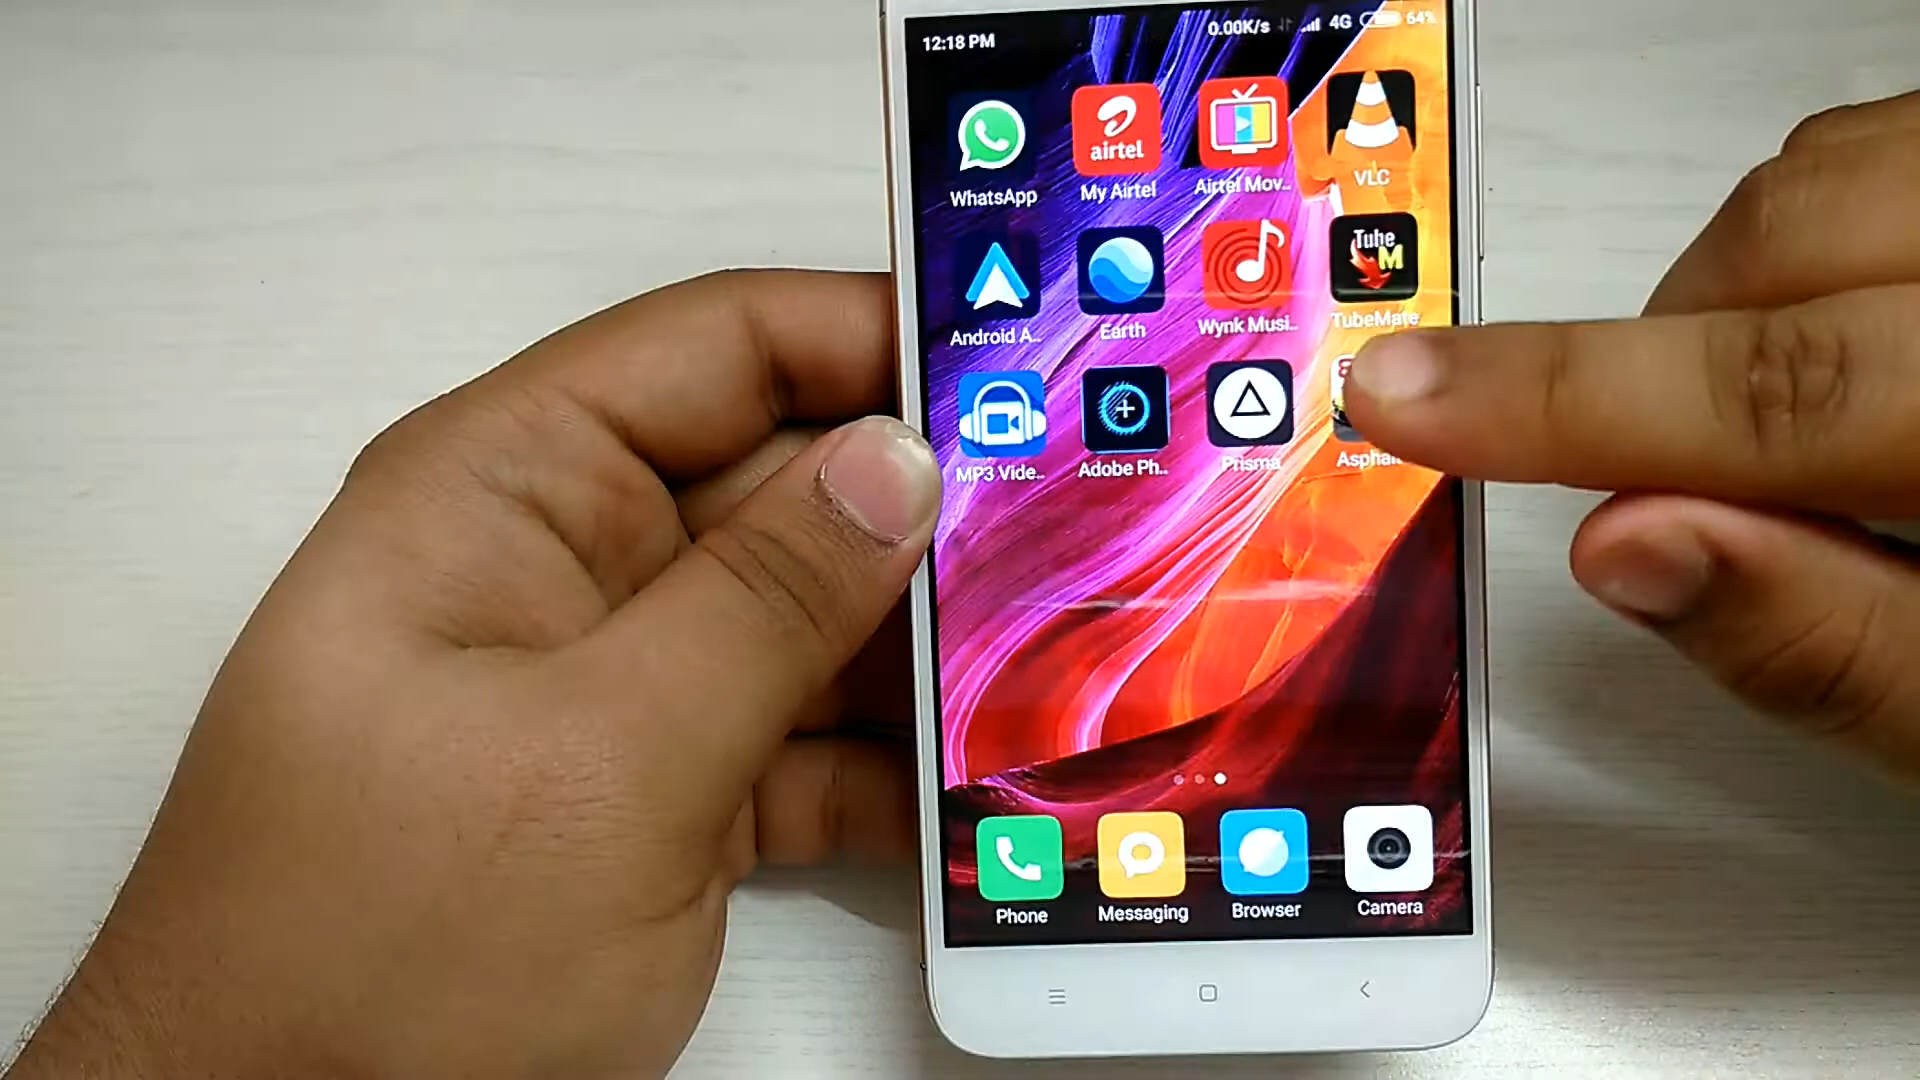 12:18 PM 0.00K/s 4G 64%
airtel
WhatsApp My Airtel Airtel Mov.. VLC
Tube
M
Android A.. Earth Wynk Musi.. TubeMate
MP3 Vide.. Adobe Ph.. Prisma
Phone Messaging Browser Camera